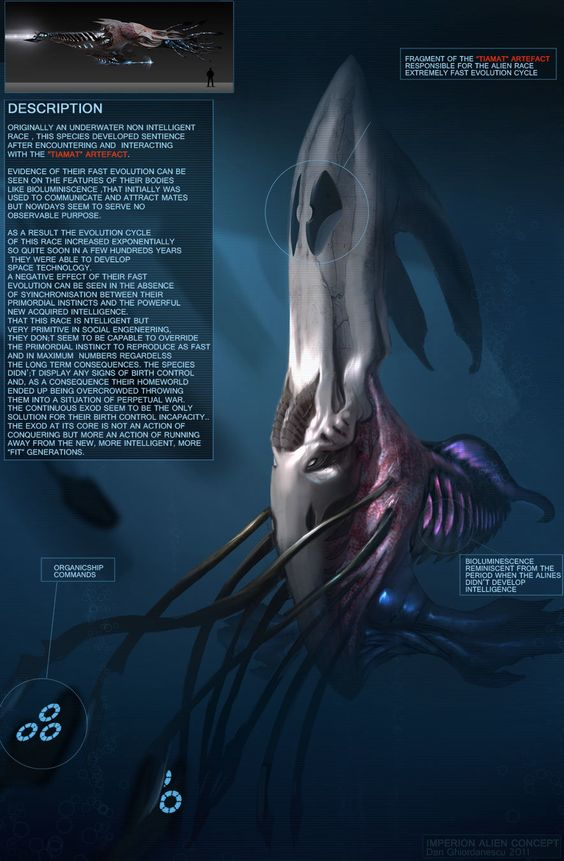 FRAGMENT OF THE "TIAMAT" ARTEFACT
RESPONSIBLE FOR THE ALIEN RACE
EXTREMELY FAST EVOLUTION CYCLE
DESCRIPTION
ORIGINALLY AN UNDERWATER NON INTELLIGENT
RACE , THIS SPECIES DEVELOPED SENTIENCE
AFTER ENCOUNTERING AND INTERACTING
WITH THE "TIAMAT" ARTEFACT.
EVIDENCE OF THEIR FAST EVOLUTION CAN BE
SEEN ON THE FEATURES OF THEIR BODIES
LIKE BIOLUMINISCENCE ,THAT INITIALLY WAS
USED TO COMMUNICATE AND ATTRACT MATES
BUT NOWDAYS SEEM TO SERVE NO
OBSERVABLE PURPOSE.
AS A RESULT THE EVOLUTION CYCLE
OF THIS RACE INCREASED EXPONENTIALLY
SO QUITE SOON IN A FEW HUNDREDS YEARS
THEY WERE ABLE TO DEVELOP
SPACE TECHNOLOGY.
A NEGATIVE EFFECT OF THEIR FAST
EVOLUTION CAN BE SEEN IN THE ABSENCE
OF SYINCHRONISATION BETWEEN THEIR
PRIMORDIAL INSTINCTS AND THE POWERFUL
NEW ACQUIRED INTELLIGENCE.
THAT THIS RACE IS NTELLIGENT BUT
VERY PRIMITIVE IN SOCIAL ENGENEERING,
THEY DON;T SEEM TO BE CAPABLE TO OVERRIDE
THE PRIMORDIAL INSTINCT TO REPRODUCE AS FAST
AND IN MAXIMUM NUMBERS REGARDELSS
THE LONG TERM CONSEQUENCES. THE SPECIES
DIDN';T DISPLAY ANY SIGNS OF BIRTH CONTROL
AND, AS A CONSEQUENCE THEIR HOMEWORLD
ENDED UP BEING OVERCROWDED THROWING
THEM INTO A SITUATION OF PERPETUAL WAR.
THE CONTINUOUS EXOD SEEM TO BE THE ONLY
SOLUTION FOR THEIR BIRTH CONTROL INCAPACITY..
THE EXOD AT ITS CORE IS NOT AN ACTION OF
CONQUERING BUT MORE AN ACTION OF RUNNING
AWAY FROM THE NEW, MORE INTELLIGENT, MORE
"FIT" GENERATIONS.
ORGANICSHIP
COMMANDS
BIOLUMINESCENCE
REMINISCENT FROM THE
PERIOD WHEN THE ALINES
DIDN'T DEVELOP
INTELLIGENCE
IMPERION ALIEN CONCEPT
Dan Ghiordanescu 2011